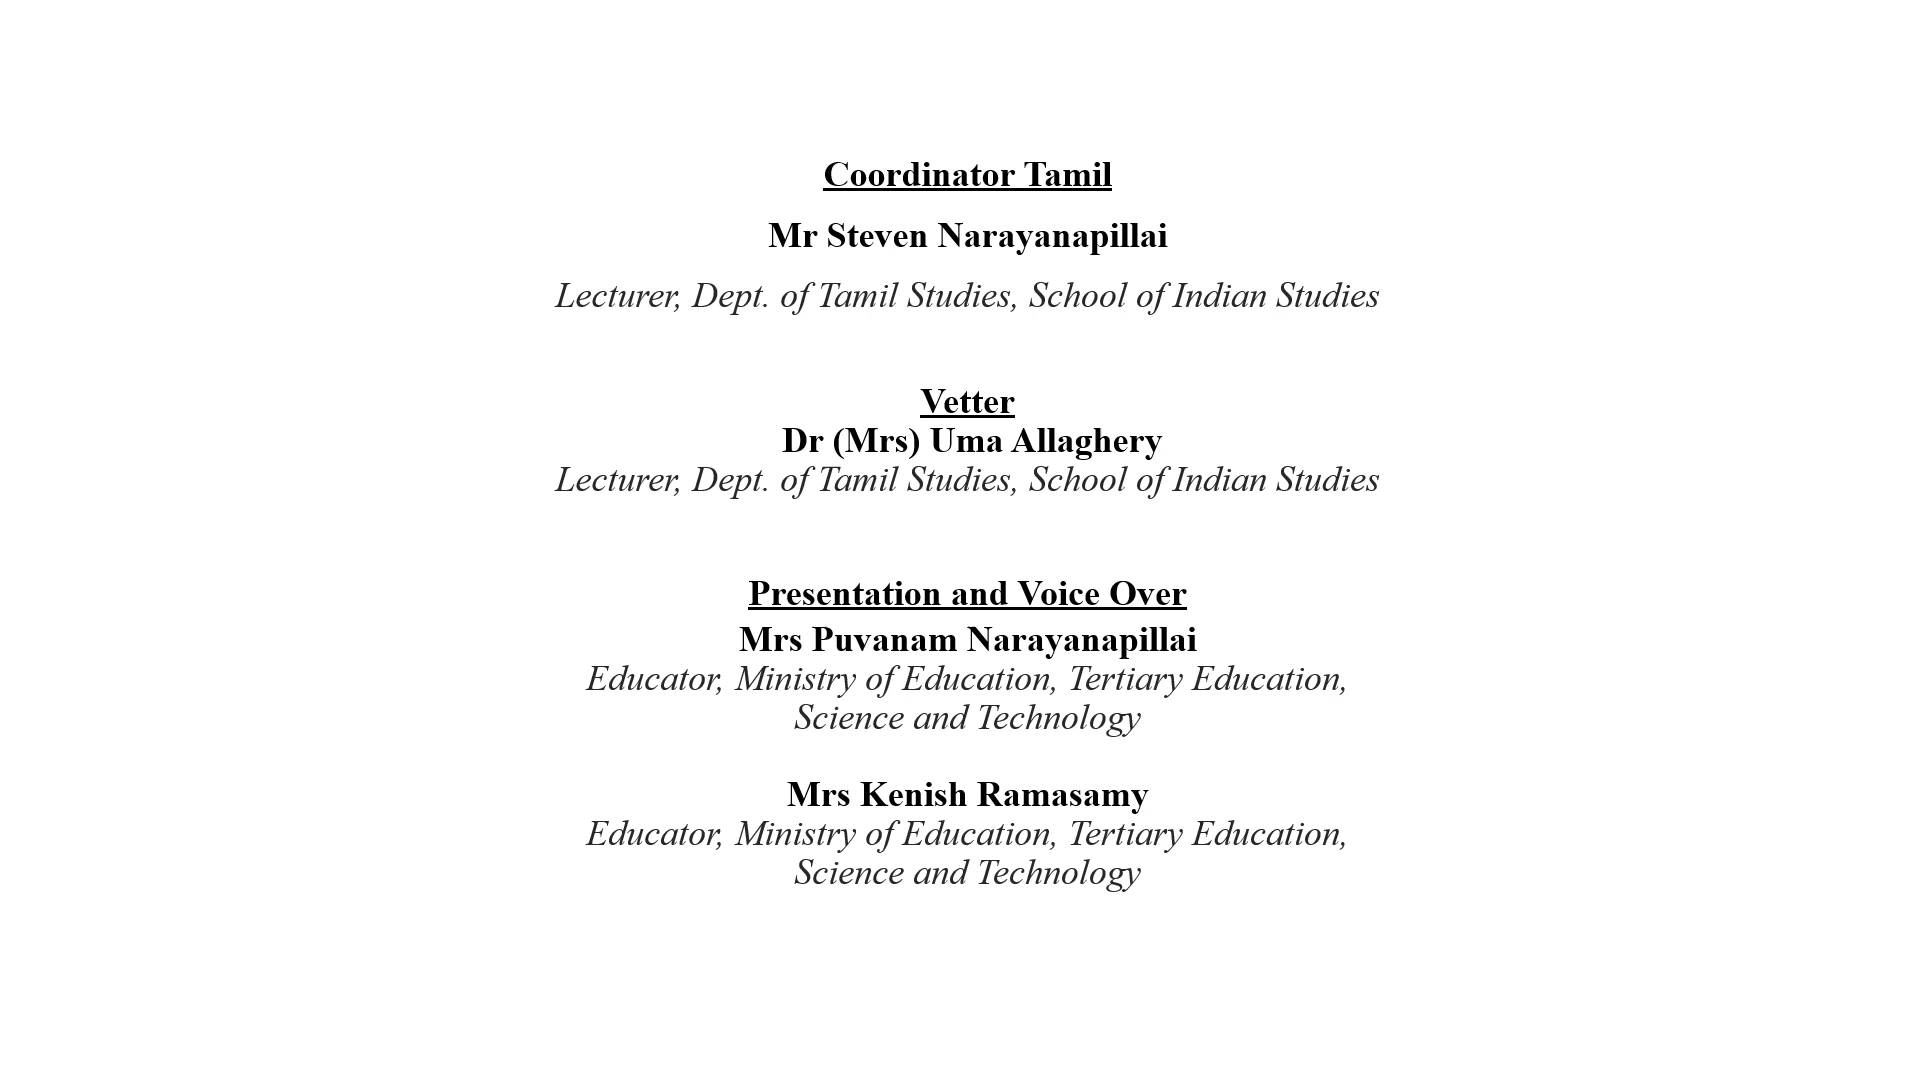 Coordinator Tamil
Mr Steven Narayanapillai
Lecturer, Dept. of Tamil Studies, School of Indian Studies
Vetter
Dr (Mrs) Uma Allaghery
Lecturer, Dept. of Tamil Studies, School of Indian Studies
Presentation and Voice Over
Mrs Puvanam Narayanapillai
Educator, Ministry of Education, Tertiary Education,
Science and Technology
Mrs Kenish Ramasamy
Educator, Ministry of Education, Tertiary Education,
Science and Technology